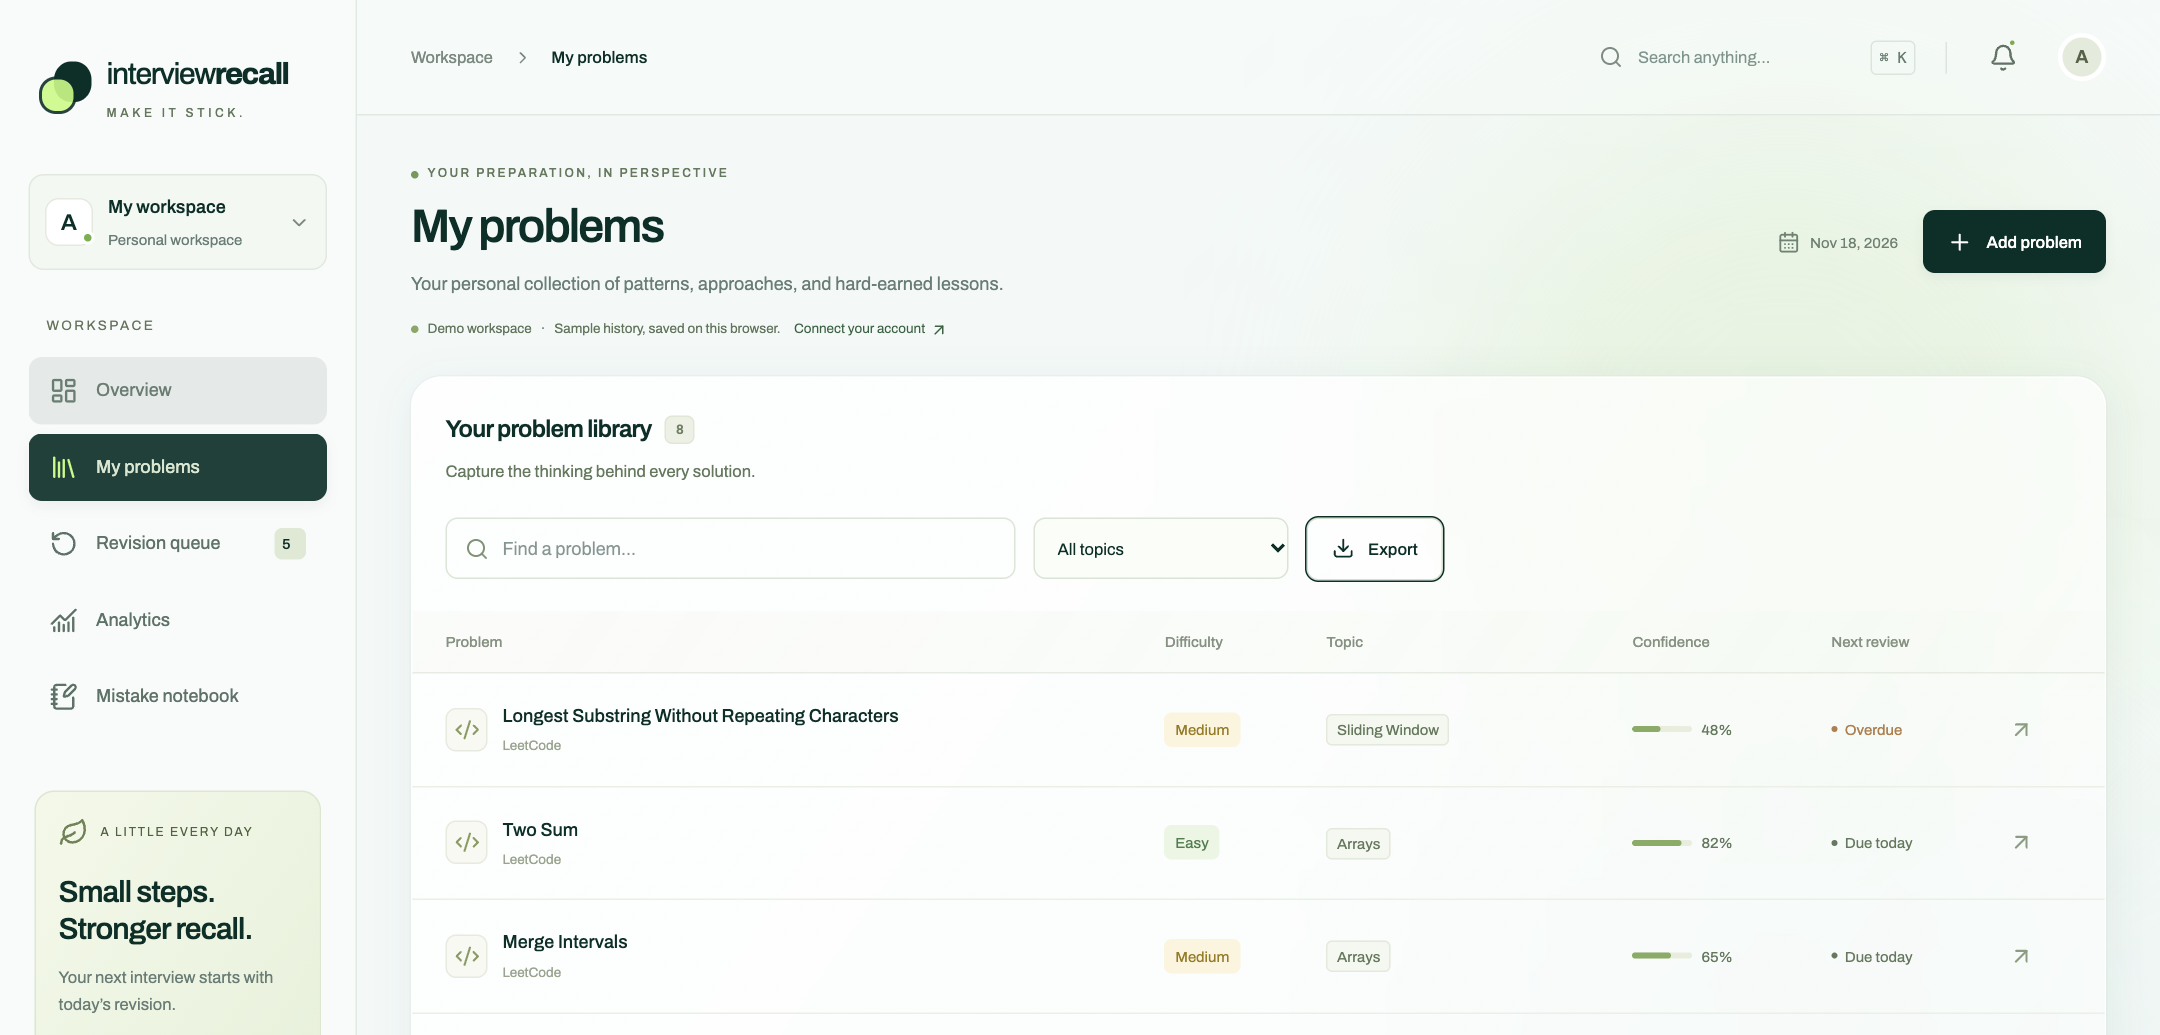 interviewrecall
MAKE IT STICK.
A
My workspace
Personal workspace
WORKSPACE
Overview
My problems
Revision queue 5
Analytics
Mistake notebook
A LITTLE EVERY DAY
Small steps.
Stronger recall.
Your next interview starts with
today's revision.
Workspace > My problems
Search anything... ⌘ K
A
YOUR PREPARATION, IN PERSPECTIVE
My problems
Your personal collection of patterns, approaches, and hard-earned lessons.
Demo workspace · Sample history, saved on this browser. Connect your account
Nov 18, 2026
Add problem
Your problem library 8
Capture the thinking behind every solution.
Find a problem... All topics Export
Problem Difficulty Topic Confidence Next review
Longest Substring Without Repeating Characters
LeetCode
Medium Sliding Window 48% Overdue
Two Sum
LeetCode
Easy Arrays 82% Due today
Merge Intervals
LeetCode
Medium Arrays 65% Due today